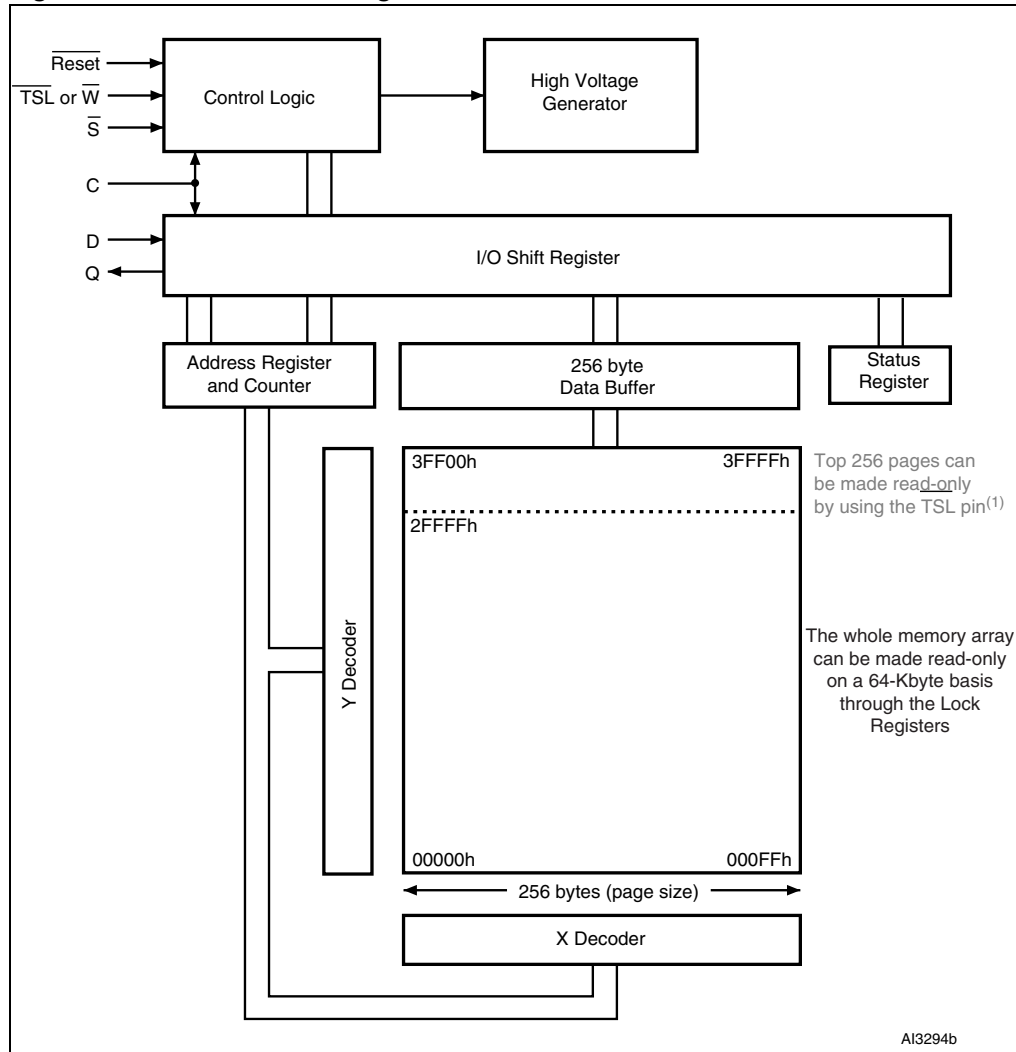 Reset
TSL or W
S
C
D
Q
Control Logic
High Voltage
Generator
I/O Shift Register
Address Register
and Counter
256 byte
Data Buffer
Status
Register
3FF00h 3FFFFh
2FFFFh
Top 256 pages can
be made read-only
by using the TSL pin(1)
Y Decoder
The whole memory array
can be made read-only
on a 64-Kbyte basis
through the Lock
Registers
00000h 000FFh
256 bytes (page size)
X Decoder
AI3294b